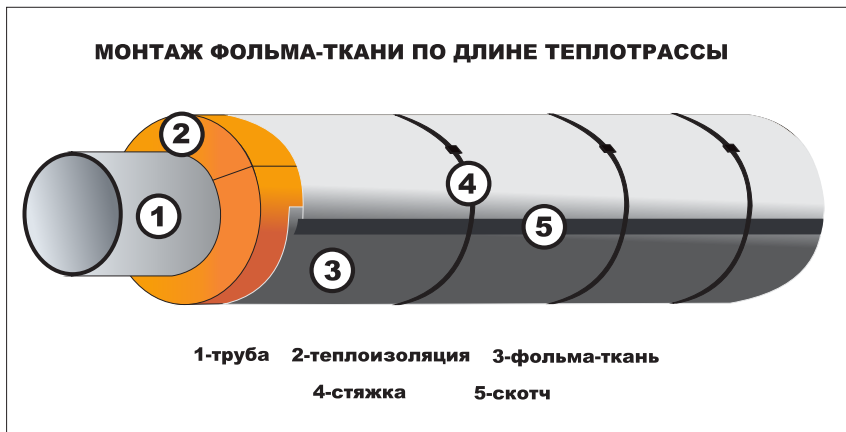 МОНТАЖ ФОЛЬМА-ТКАНИ ПО ДЛИНЕ ТЕПЛОТРАССЫ
2
1
4
5
3
1-труба 2-теплоизоляция 3-фольма-ткань
4-стяжка 5-скотч